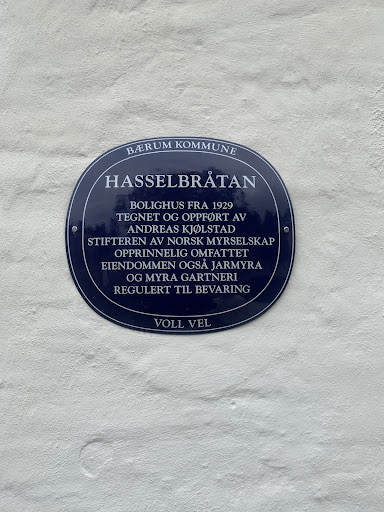 BÆRUM KOMMUNE
HASSELBRÅTAN
BOLIGHUS FRA 1929
TEGNET OG OPPFØRT AV
ANDREAS KJØLSTAD
STIFTEREN AV NORSK MYRSELSKAP
OPPRINNELIG OMFATTET
EIENDOMMEN OGSÅ JARMYRA
OG MYRA GARTNERI
REGULERT TIL BEVARING
VOLL VEL